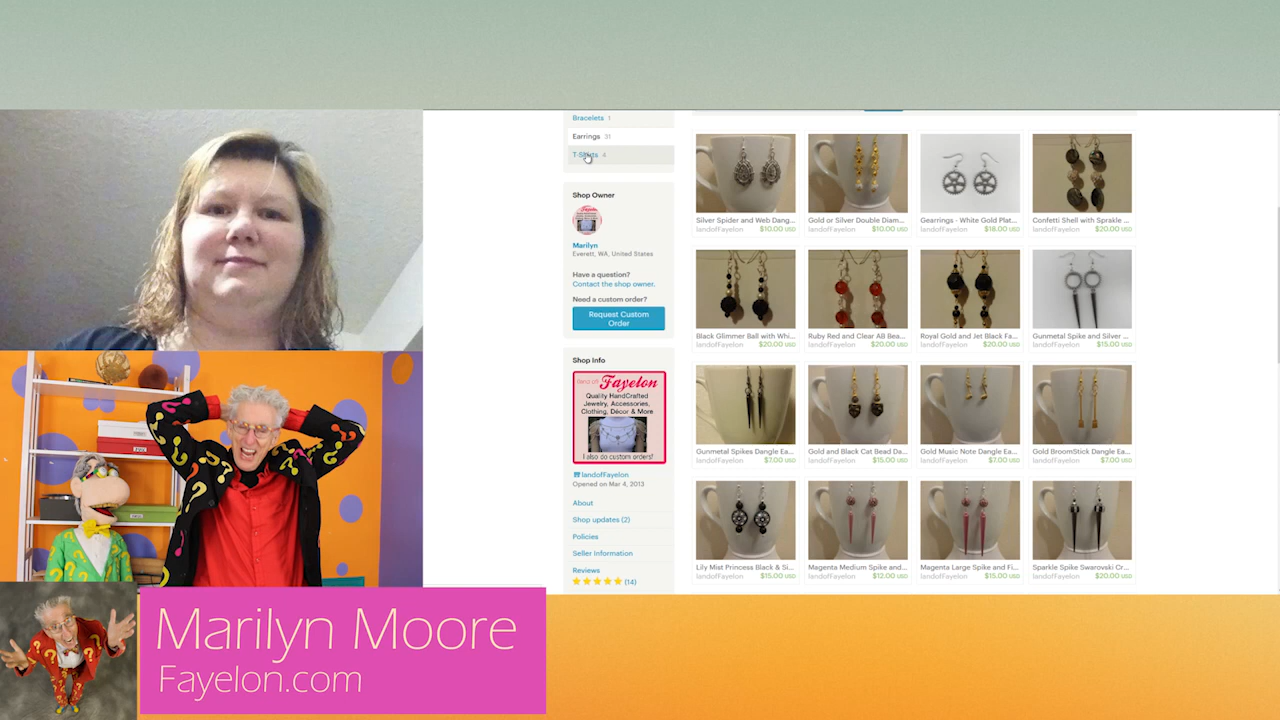 Bracelets 1
Earrings 31
T-Shirts 4
Shop Owner
Marilyn
Everett, WA, United States
Have a question?
Contact the shop owner.
Need a custom order?
Request Custom
Order
Shop Info
land of Fayelon
Quality HandCrafted
Jewelry, Accessories,
Clothing, Décor & More
I also do custom orders!
landofFayelon
Opened on Mar 4, 2013
About
Shop updates (2)
Policies
Seller Information
Reviews
(14)
Silver Spider and Web Dang...
landofFayelon $10.00 USD
Gold or Silver Double Diam...
landofFayelon $10.00 USD
Gearrings - White Gold Plat...
landofFayelon $18.00 USD
Confetti Shell with Sprakle ...
landofFayelon $20.00 USD
Black Glimmer Ball with Whi...
landofFayelon $20.00 USD
Ruby Red and Clear AB Bea...
landofFayelon $20.00 USD
Royal Gold and Jet Black Fa...
landofFayelon $20.00 USD
Gunmetal Spike and Silver ...
landofFayelon $15.00 USD
Gunmetal Spikes Dangle Ea...
landofFayelon $7.00 USD
Gold and Black Cat Bead Da...
landofFayelon $15.00 USD
Gold Music Note Dangle Ea...
landofFayelon $7.00 USD
Gold BroomStick Dangle Ea...
landofFayelon $7.00 USD
Lily Mist Princess Black & Si...
landofFayelon $15.00 USD
Magenta Medium Spike and...
landofFayelon $12.00 USD
Magenta Large Spike and Fi...
landofFayelon $15.00 USD
Sparkle Spike Swarovski Cr...
landofFayelon $20.00 USD
Marilyn Moore
Fayelon.com